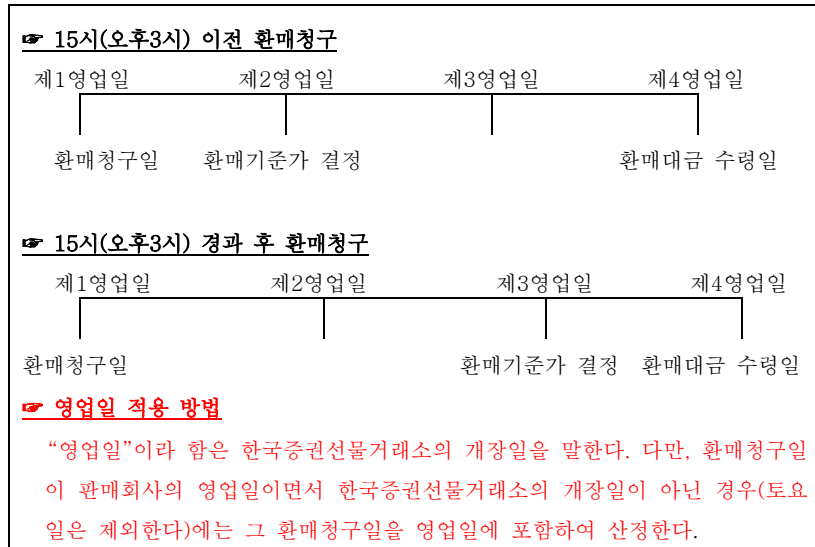 ☞ 15시(오후3시) 이전 환매청구
제1영업일 제2영업일 제3영업일 제4영업일
환매청구일 환매기준가 결정 환매대금 수령일
☞ 15시(오후3시) 경과 후 환매청구
제1영업일 제2영업일 제3영업일 제4영업일
환매청구일 환매기준가 결정 환매대금 수령일
☞ 영업일 적용 방법
“영업일”이라 함은 한국증권선물거래소의 개장일을 말한다. 다만, 환매청구일
이 판매회사의 영업일이면서 한국증권선물거래소의 개장일이 아닌 경우(토요
일은 제외한다)에는 그 환매청구일을 영업일에 포함하여 산정한다.